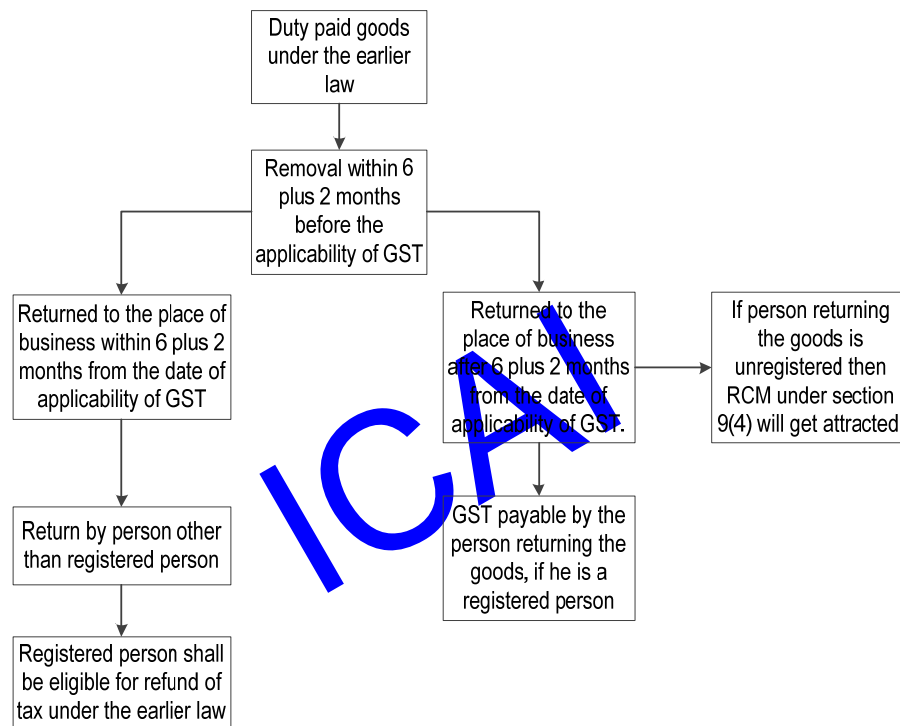 Duty paid goods
under the earlier
law
Removal within 6
plus 2 months
before the
applicability of GST
Returned to the place of
business within 6 plus 2
months from the date of
applicability of GST
Returned to the
place of business
after 6 plus 2 months
from the date of
applicability of GST.
If person returning
the goods is
unregistered then
RCM under section
9(4) will get attracted
Return by person other
than registered person
GST payable by the
person returning the
goods, if he is a
registered person
Registered person shall
be eligible for refund of
tax under the earlier law
ICAI